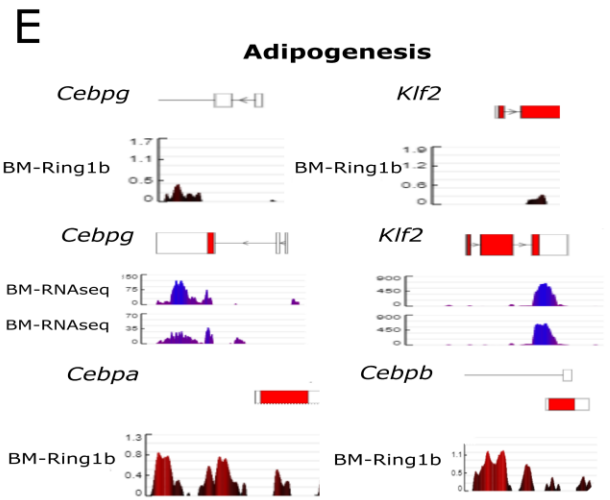 E
Adipogenesis
Cebpg Klf2
BM-Ring1b 1.7 1.1 0.5 0 BM-Ring1b 1.9 1.2 0.6 0
Cebpg Klf2
BM-RNAseq 150 75 0 900 450 0
BM-RNAseq 70 35 0 900 450 0
Cebpa Cebpb
BM-Ring1b 1.3 0.8 0.4 0 BM-Ring1b 1.1 0.5 0